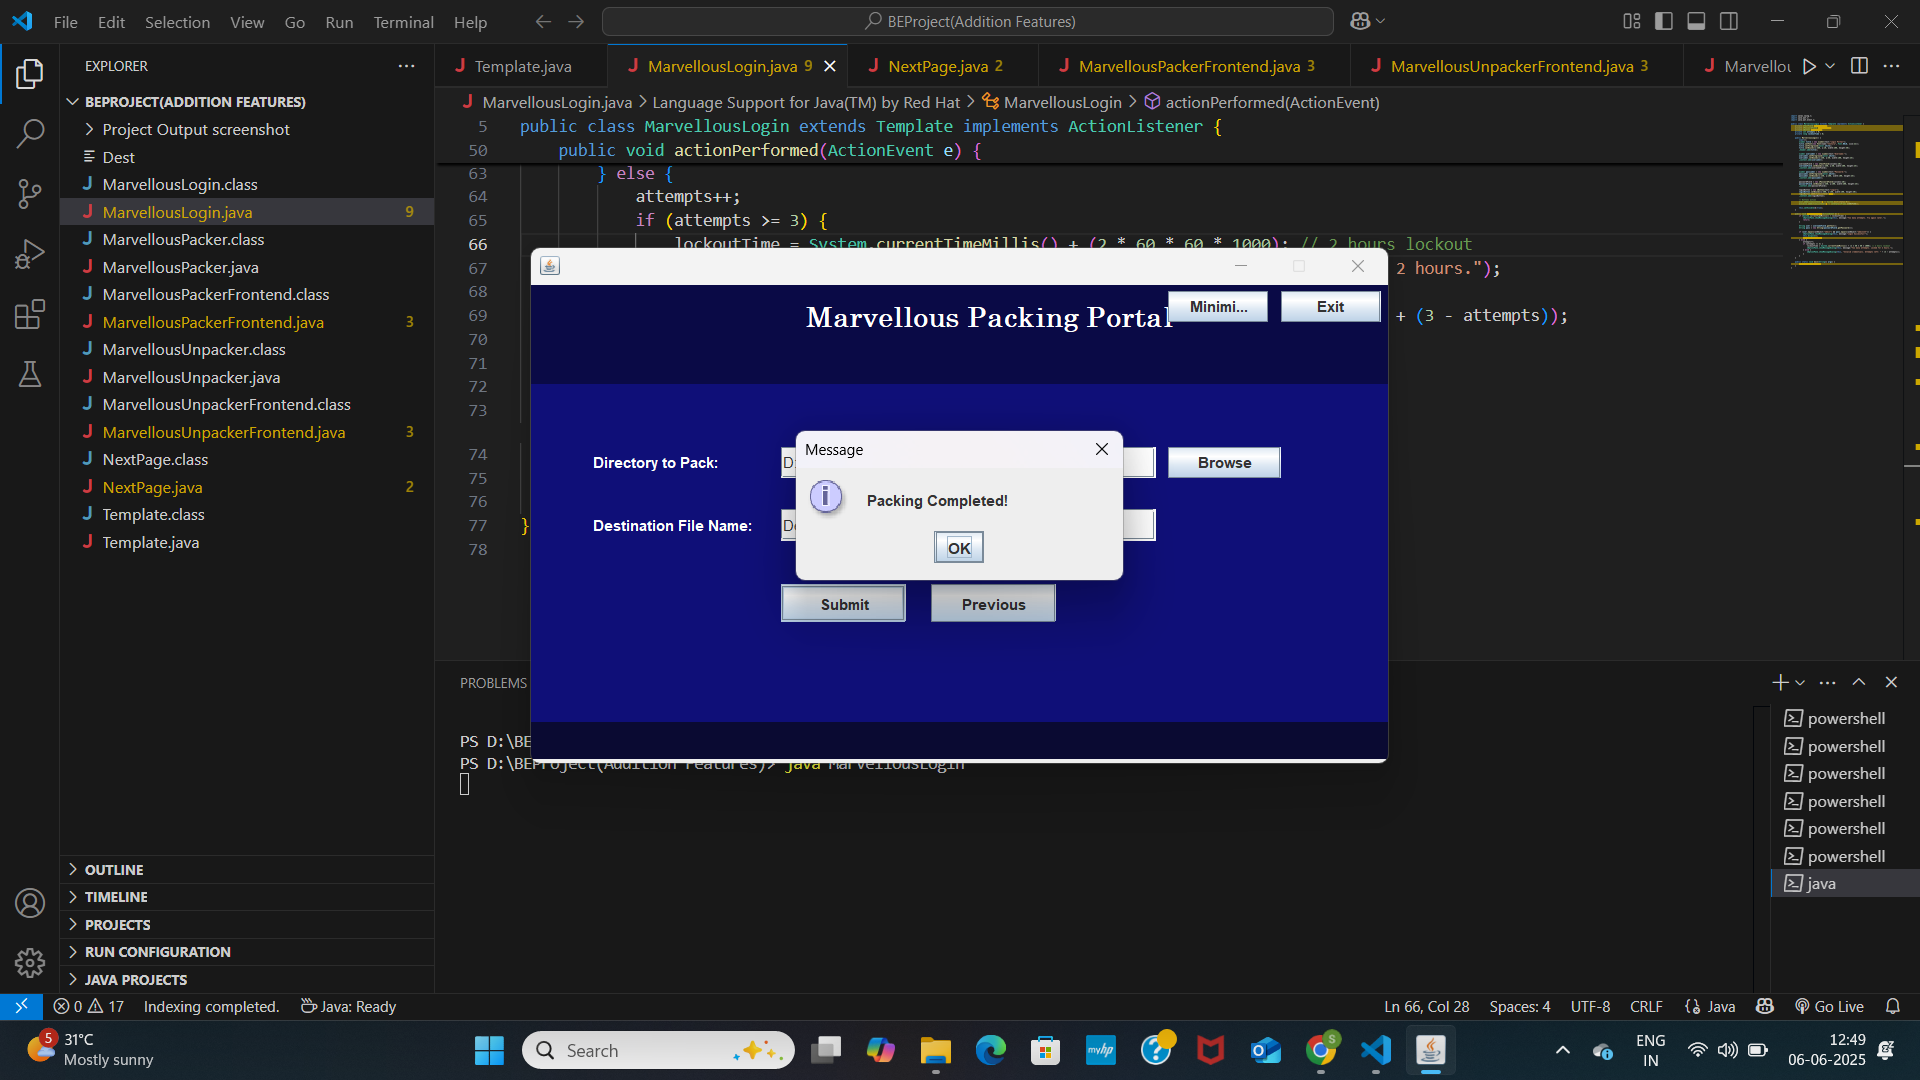 File Edit Selection View Go Run Terminal Help
BEProject(Addition Features)
EXPLORER
BEPROJECT(ADDITION FEATURES)
Project Output screenshot
Dest
MarvellousLogin.class
MarvellousLogin.java 9
MarvellousPacker.class
MarvellousPacker.java
MarvellousPackerFrontend.class
MarvellousPackerFrontend.java 3
MarvellousUnpacker.class
MarvellousUnpacker.java
MarvellousUnpackerFrontend.class
MarvellousUnpackerFrontend.java 3
NextPage.class
NextPage.java 2
Template.class
Template.java
OUTLINE
TIMELINE
PROJECTS
RUN CONFIGURATION
JAVA PROJECTS
Template.java
MarvellousLogin.java 9
NextPage.java 2
MarvellousPackerFrontend.java 3
MarvellousUnpackerFrontend.java 3
MarvellousLogin.java > Language Support for Java(TM) by Red Hat > MarvellousLogin > actionPerformed(ActionEvent)
5 public class MarvellousLogin extends Template implements ActionListener {
50 public void actionPerformed(ActionEvent e) {
63 } else {
64 attempts++;
65 if (attempts >= 3) {
66 lockoutTime = System.currentTimeMillis() + (2 * 60 * 60 * 1000); // 2 hours lockout
67 2 hours.");
68
69 + (3 - attempts));
70
71
72
73
74
75
76
77 }
78
Marvellous Packing Portal
Minimi...
Exit
Directory to Pack:
Browse
Destination File Name:
Submit
Previous
Message
Packing Completed!
OK
PROBLEMS
PS D:\BE
PS D:\BEProject(Addition Features)> java MarvellousLogin
powershell
powershell
powershell
powershell
powershell
powershell
java
0 17 Indexing completed. Java: Ready
Ln 66, Col 28 Spaces: 4 UTF-8 CRLF {} Java Go Live
5
31°C
Mostly sunny
Search
myhp
S
ENG
IN
12:49
06-06-2025